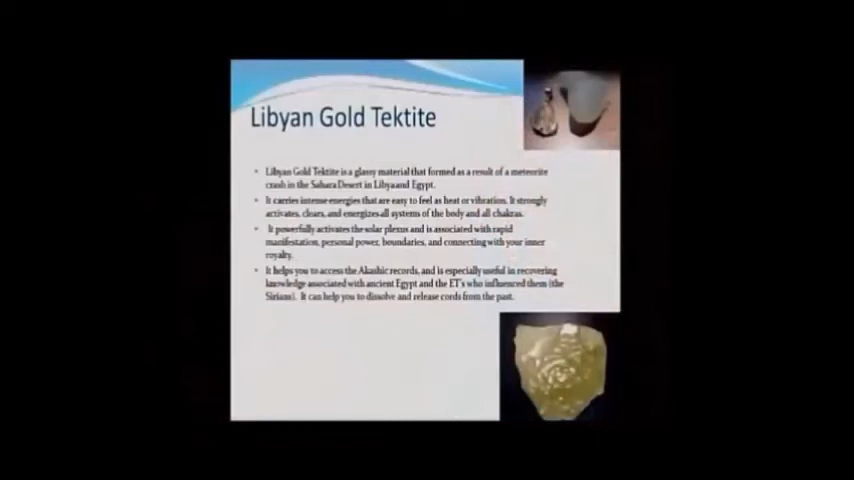 Libyan Gold Tektite
• Libyan Gold Tektite is a glassy material that formed as a result of a meteorite
crash in the Sahara Desert in Libya and Egypt.
• It carries intense energies that are easy to feel as heat or vibration. It strongly
activates, clears, and energizes all systems of the body and all chakras.
• It powerfully activates the solar plexus and is associated with rapid
manifestation, personal power, boundaries, and connecting with your inner
royalty.
• It helps you to access the Akashic records, and is especially useful in recovering
knowledge associated with ancient Egypt and the ET's who influenced them (the
Sirians). It can help you to dissolve and release cords from the past.